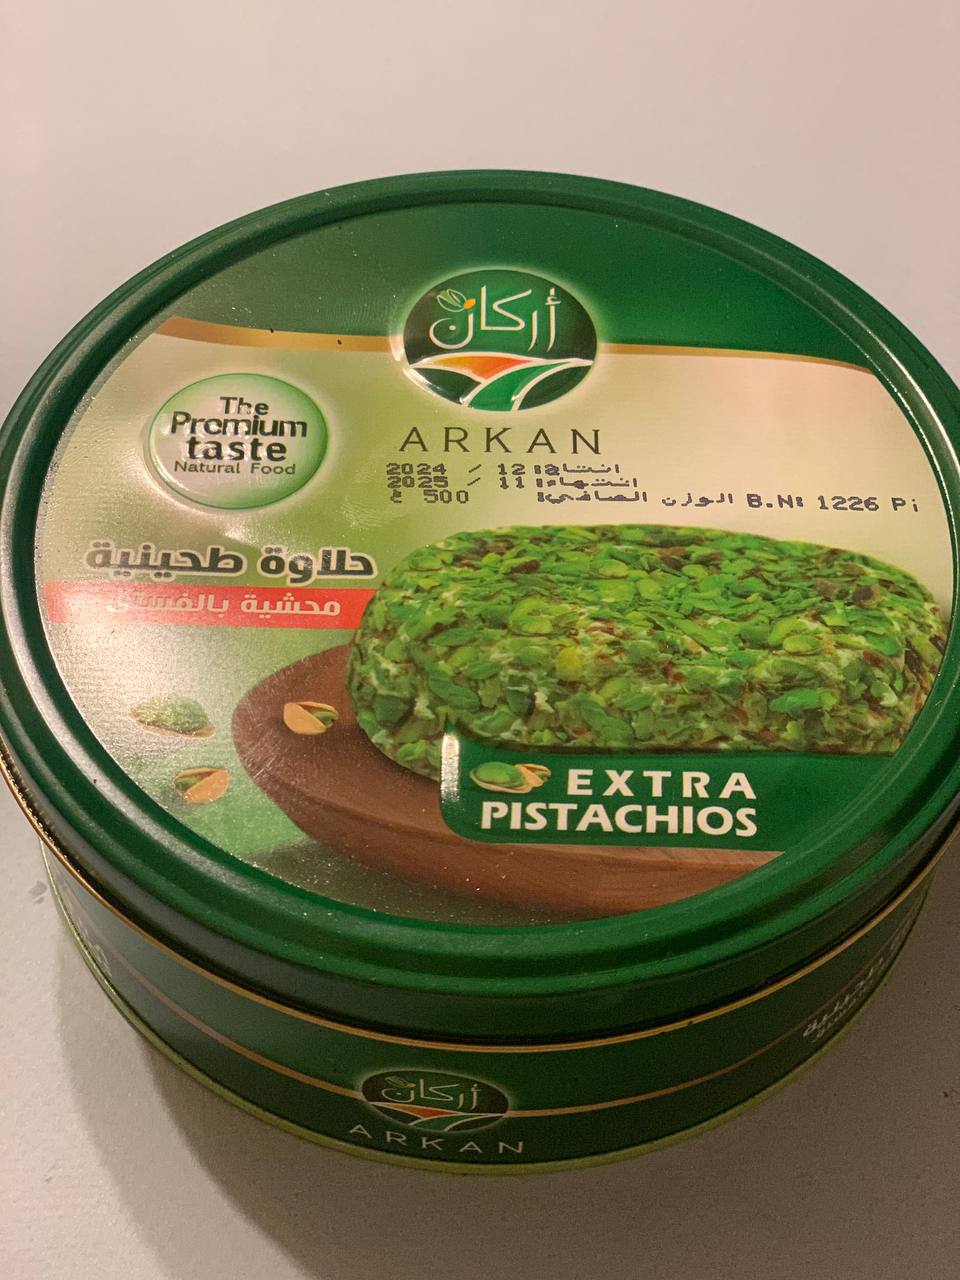 أركان
ARKAN
The
Premium
taste
Natural Food
انتاج: 12 / 2024
انتهاء: 11 / 2025
الوزن الصافي: 500 غ
B.N: 1226 Pi
حلاوة طحينية
محشية بالفستق
EXTRA
PISTACHIOS
أركان
ARKAN